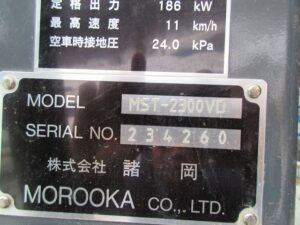 定格出力 186 kW
最高速度 11 km/h
空車時接地圧 24.0 kPa
MODEL MST-2300VD
SERIAL NO. 234260
株式会社 諸岡
MOROOKA CO., LTD.